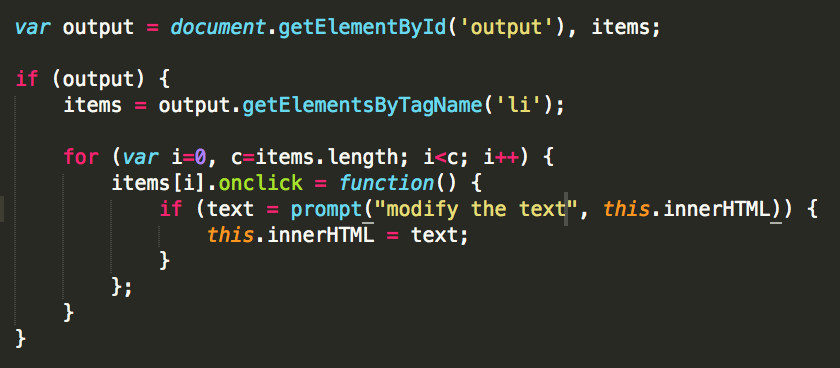 var output = document.getElementById('output'), items;
if (output) {
items = output.getElementsByTagName('li');
for (var i=0, c=items.length; i<c; i++) {
items[i].onclick = function() {
if (text = prompt("modify the text", this.innerHTML)) {
this.innerHTML = text;
}
};
}
}